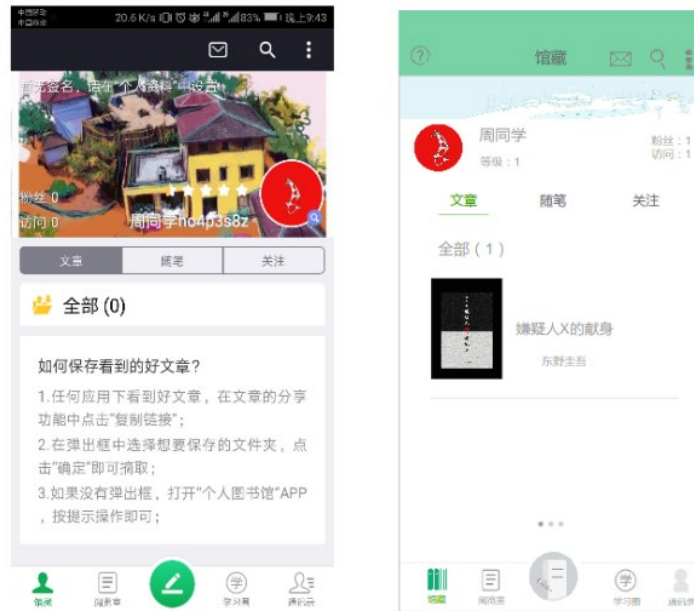 中国移动
中国移动
20.6 K/s
83%
晚上9:43
暂无签名，请在“个人资料”中设置
粉丝 0
访问 0
周同学nc4p3s8z
文章
随笔
关注
全部 (0)
如何保存看到的好文章?
1.任何应用下看到好文章，在文章的分享
功能中点击“复制链接”;
2.在弹出框中选择想要保存的文件夹，点
击“确定”即可摘取;
3.如果没有弹出框，打开“个人图书馆”APP
，按提示操作即可;
馆藏
阅览室
学
学习圈
通讯录
?
馆藏
周同学
等级：1
粉丝：1
访问：1
文章
随笔
关注
全部（1）
嫌疑人X的献身
东野圭吾
馆藏
阅览室
学
学习圈
通讯录